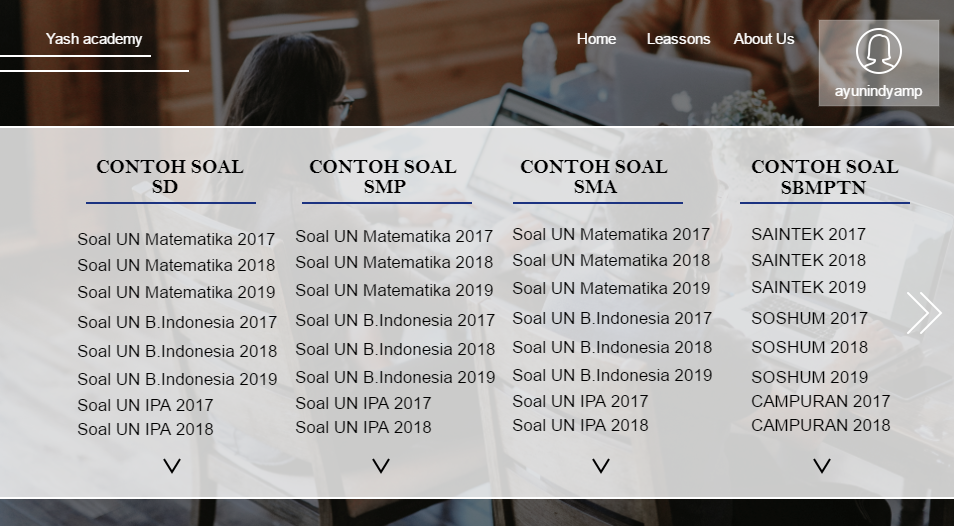 Yash academy
Home
Leassons
About Us
ayunindyamp
CONTOH SOAL
SD
Soal UN Matematika 2017
Soal UN Matematika 2018
Soal UN Matematika 2019
Soal UN B.Indonesia 2017
Soal UN B.Indonesia 2018
Soal UN B.Indonesia 2019
Soal UN IPA 2017
Soal UN IPA 2018
CONTOH SOAL
SMP
Soal UN Matematika 2017
Soal UN Matematika 2018
Soal UN Matematika 2019
Soal UN B.Indonesia 2017
Soal UN B.Indonesia 2018
Soal UN B.Indonesia 2019
Soal UN IPA 2017
Soal UN IPA 2018
CONTOH SOAL
SMA
Soal UN Matematika 2017
Soal UN Matematika 2018
Soal UN Matematika 2019
Soal UN B.Indonesia 2017
Soal UN B.Indonesia 2018
Soal UN B.Indonesia 2019
Soal UN IPA 2017
Soal UN IPA 2018
CONTOH SOAL
SBMPTN
SAINTEK 2017
SAINTEK 2018
SAINTEK 2019
SOSHUM 2017
SOSHUM 2018
SOSHUM 2019
CAMPURAN 2017
CAMPURAN 2018